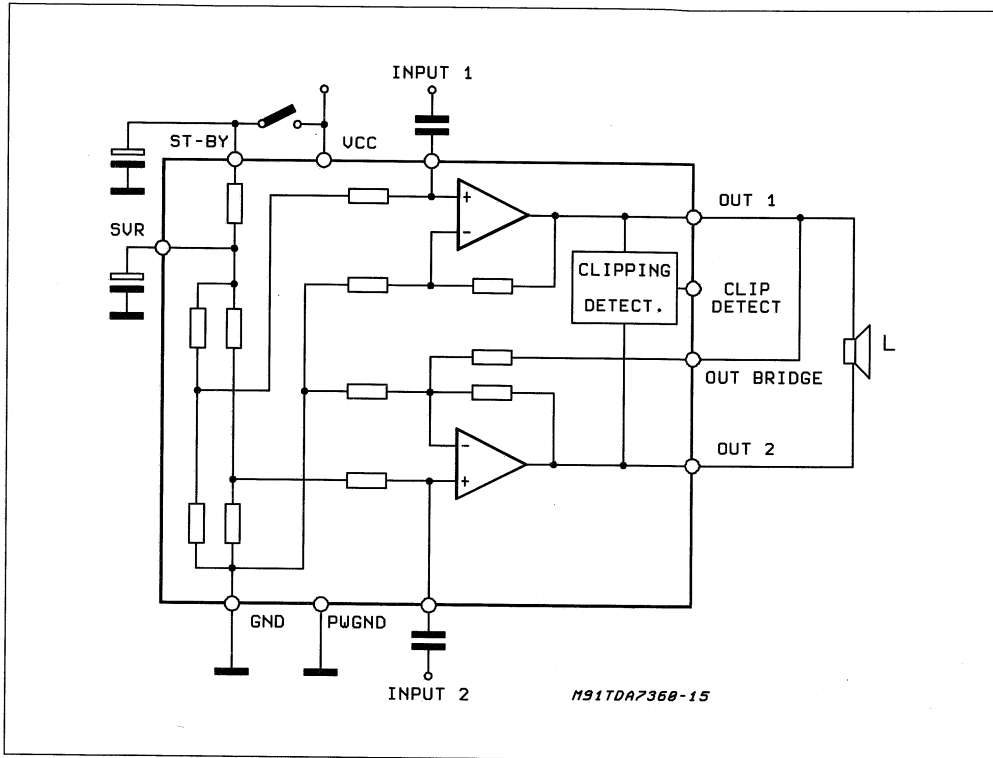 INPUT 1
ST-BY
VCC
SVR
+
-
OUT 1
CLIPPING
DETECT.
CLIP
DETECT
L
OUT BRIDGE
-
+
OUT 2
GND
PWGND
INPUT 2
M91TDA7360-15